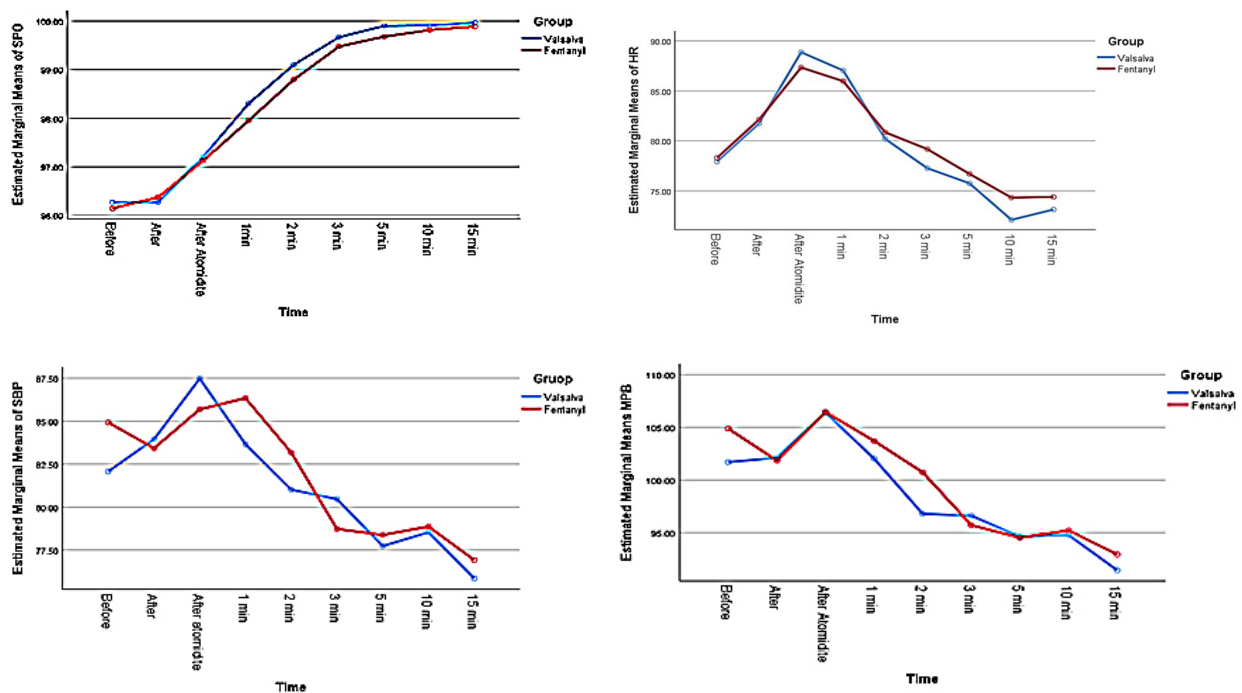 Estimated Marginal Means of SPO
100.00
99.00
98.00
97.00
96.00
Before
After
After Atomidite
1min
2 min
3 min
5 min
10 min
15 min
Time
Group
Valsalva
Fentanyl
Estimated Marginal Means of HR
90.00
85.00
80.00
75.00
Before
After
After Atomidite
1 min
2 min
3 min
5 min
10 min
15 min
Time
Group
Valsalva
Fentanyl
Estimated Marginal Means of SBP
87.50
85.00
82.50
80.00
77.50
Before
After
After atomidite
1 min
2 min
3 min
5 min
10 min
15 min
Time
Gruop
Valsalva
Fentanyl
Estimated Marginal Means MPB
110.00
105.00
100.00
95.00
Before
After
After Atomidite
1 min
2 min
3 min
5 min
10 min
15 min
Time
Group
Valsalva
Fentanyl